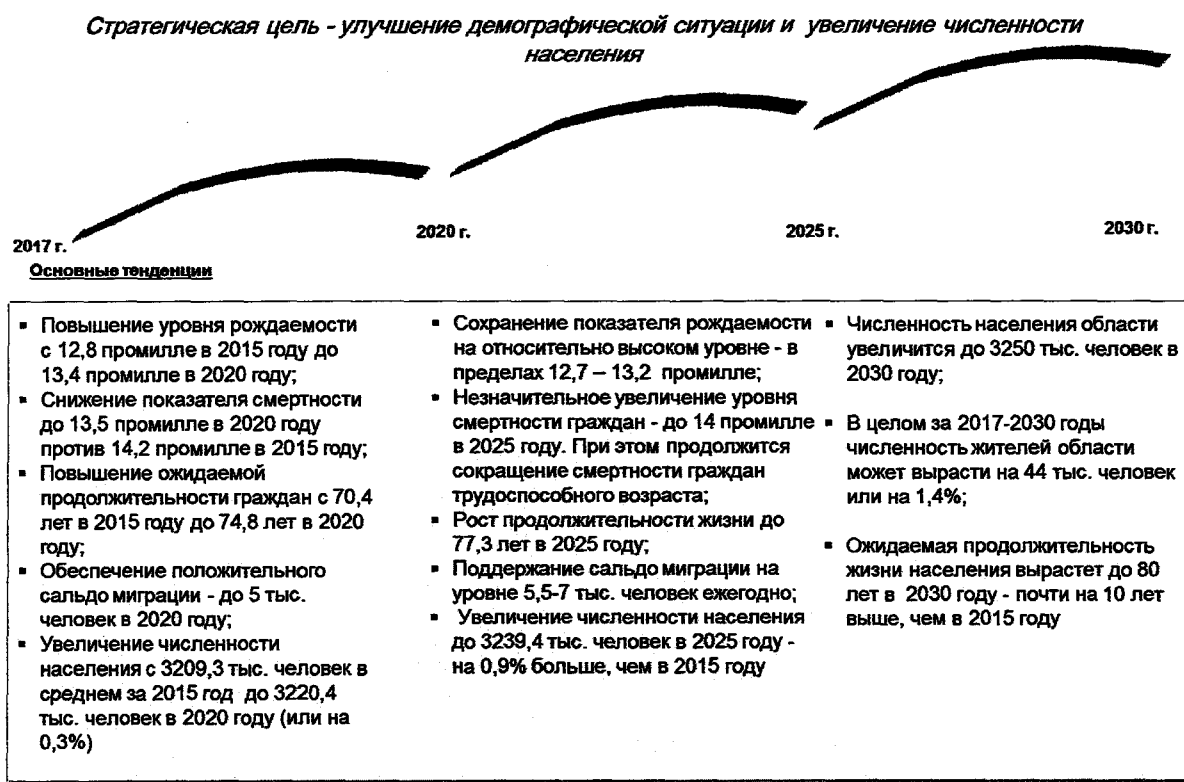 Стратегическая цель - улучшение демографической ситуации и увеличение численности
населения
2017 г.
2020 г.
2025 г.
2030 г.
Основные тенденции
▪ Повышение уровня рождаемости
с 12,8 промилле в 2015 году до
13,4 промилле в 2020 году;
▪ Снижение показателя смертности
до 13,5 промилле в 2020 году
против 14,2 промилле в 2015 году;
▪ Повышение ожидаемой
продолжительности граждан с 70,4
лет в 2015 году до 74,8 лет в 2020
году;
▪ Обеспечение положительного
сальдо миграции - до 5 тыс.
человек в 2020 году;
▪ Увеличение численности
населения с 3209,3 тыс. человек в
среднем за 2015 год до 3220,4
тыс. человек в 2020 году (или на
0,3%)
▪ Сохранение показателя рождаемости
на относительно высоком уровне - в
пределах 12,7 – 13,2 промилле;
▪ Незначительное увеличение уровня
смертности граждан - до 14 промилле
в 2025 году. При этом продолжится
сокращение смертности граждан
трудоспособного возраста;
▪ Рост продолжительности жизни до
77,3 лет в 2025 году;
▪ Поддержание сальдо миграции на
уровне 5,5-7 тыс. человек ежегодно;
▪ Увеличение численности населения
до 3239,4 тыс. человек в 2025 году -
на 0,9% больше, чем в 2015 году
▪ Численность населения области
увеличится до 3250 тыс. человек в
2030 году;
▪ В целом за 2017-2030 годы
численность жителей области
может вырасти на 44 тыс. человек
или на 1,4%;
▪ Ожидаемая продолжительность
жизни населения вырастет до 80
лет в 2030 году - почти на 10 лет
выше, чем в 2015 году